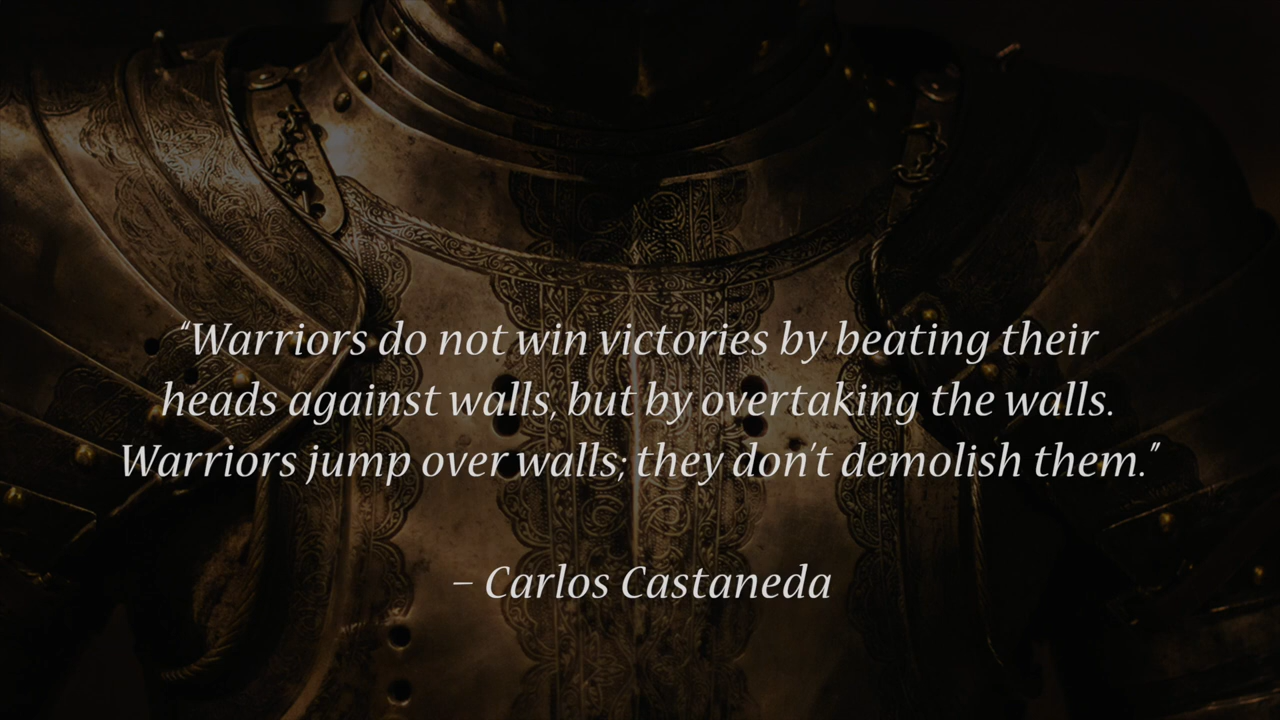 “Warriors do not win victories by beating their
heads against walls, but by overtaking the walls.
Warriors jump over walls; they don’t demolish them.”
– Carlos Castaneda